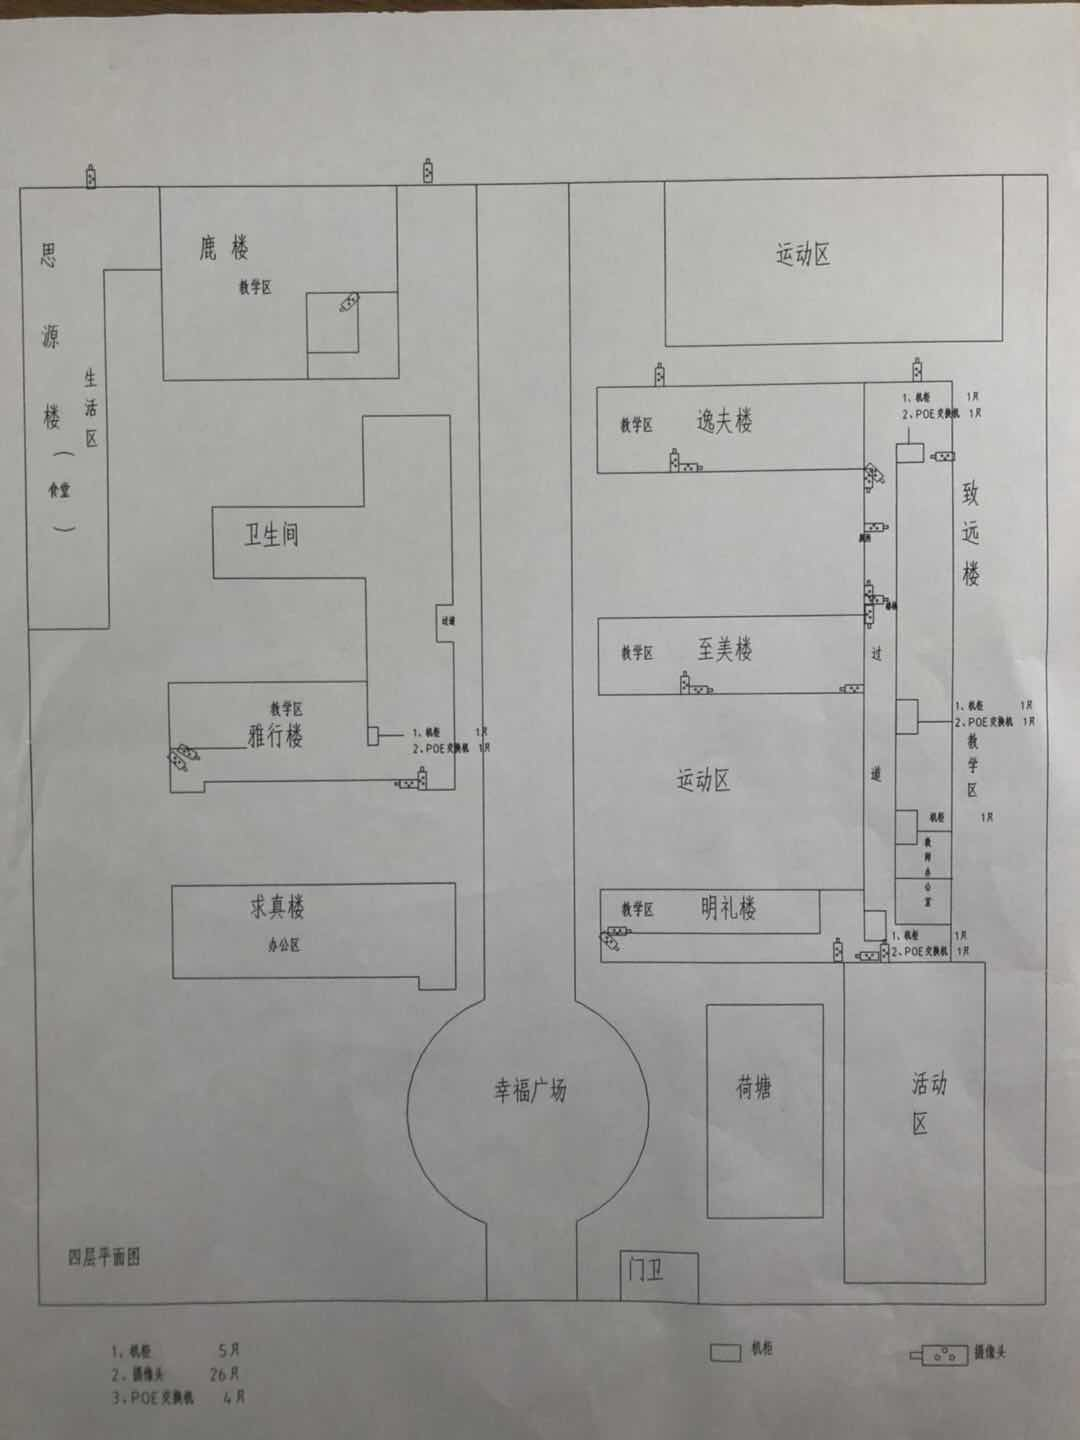 思源楼(食堂)
生活区
鹿楼
教学区
运动区
1、机柜 1只
2、POE交换机 1只
教学区 逸夫楼
致远楼
卫生间
过道
教学区 至美楼
过道
教学区
雅行楼
1、机柜 1只
2、POE交换机 1只
1、机柜 1只
2、POE交换机 1只
教学区
运动区
机柜 1只
求真楼
办公区
教学区 明礼楼
1、机柜 1只
2、POE交换机 1只
幸福广场
荷塘
活动区
四层平面图
门卫
1、机柜 5只
2、摄像头 26只
3、POE交换机 4只
机柜
摄像头